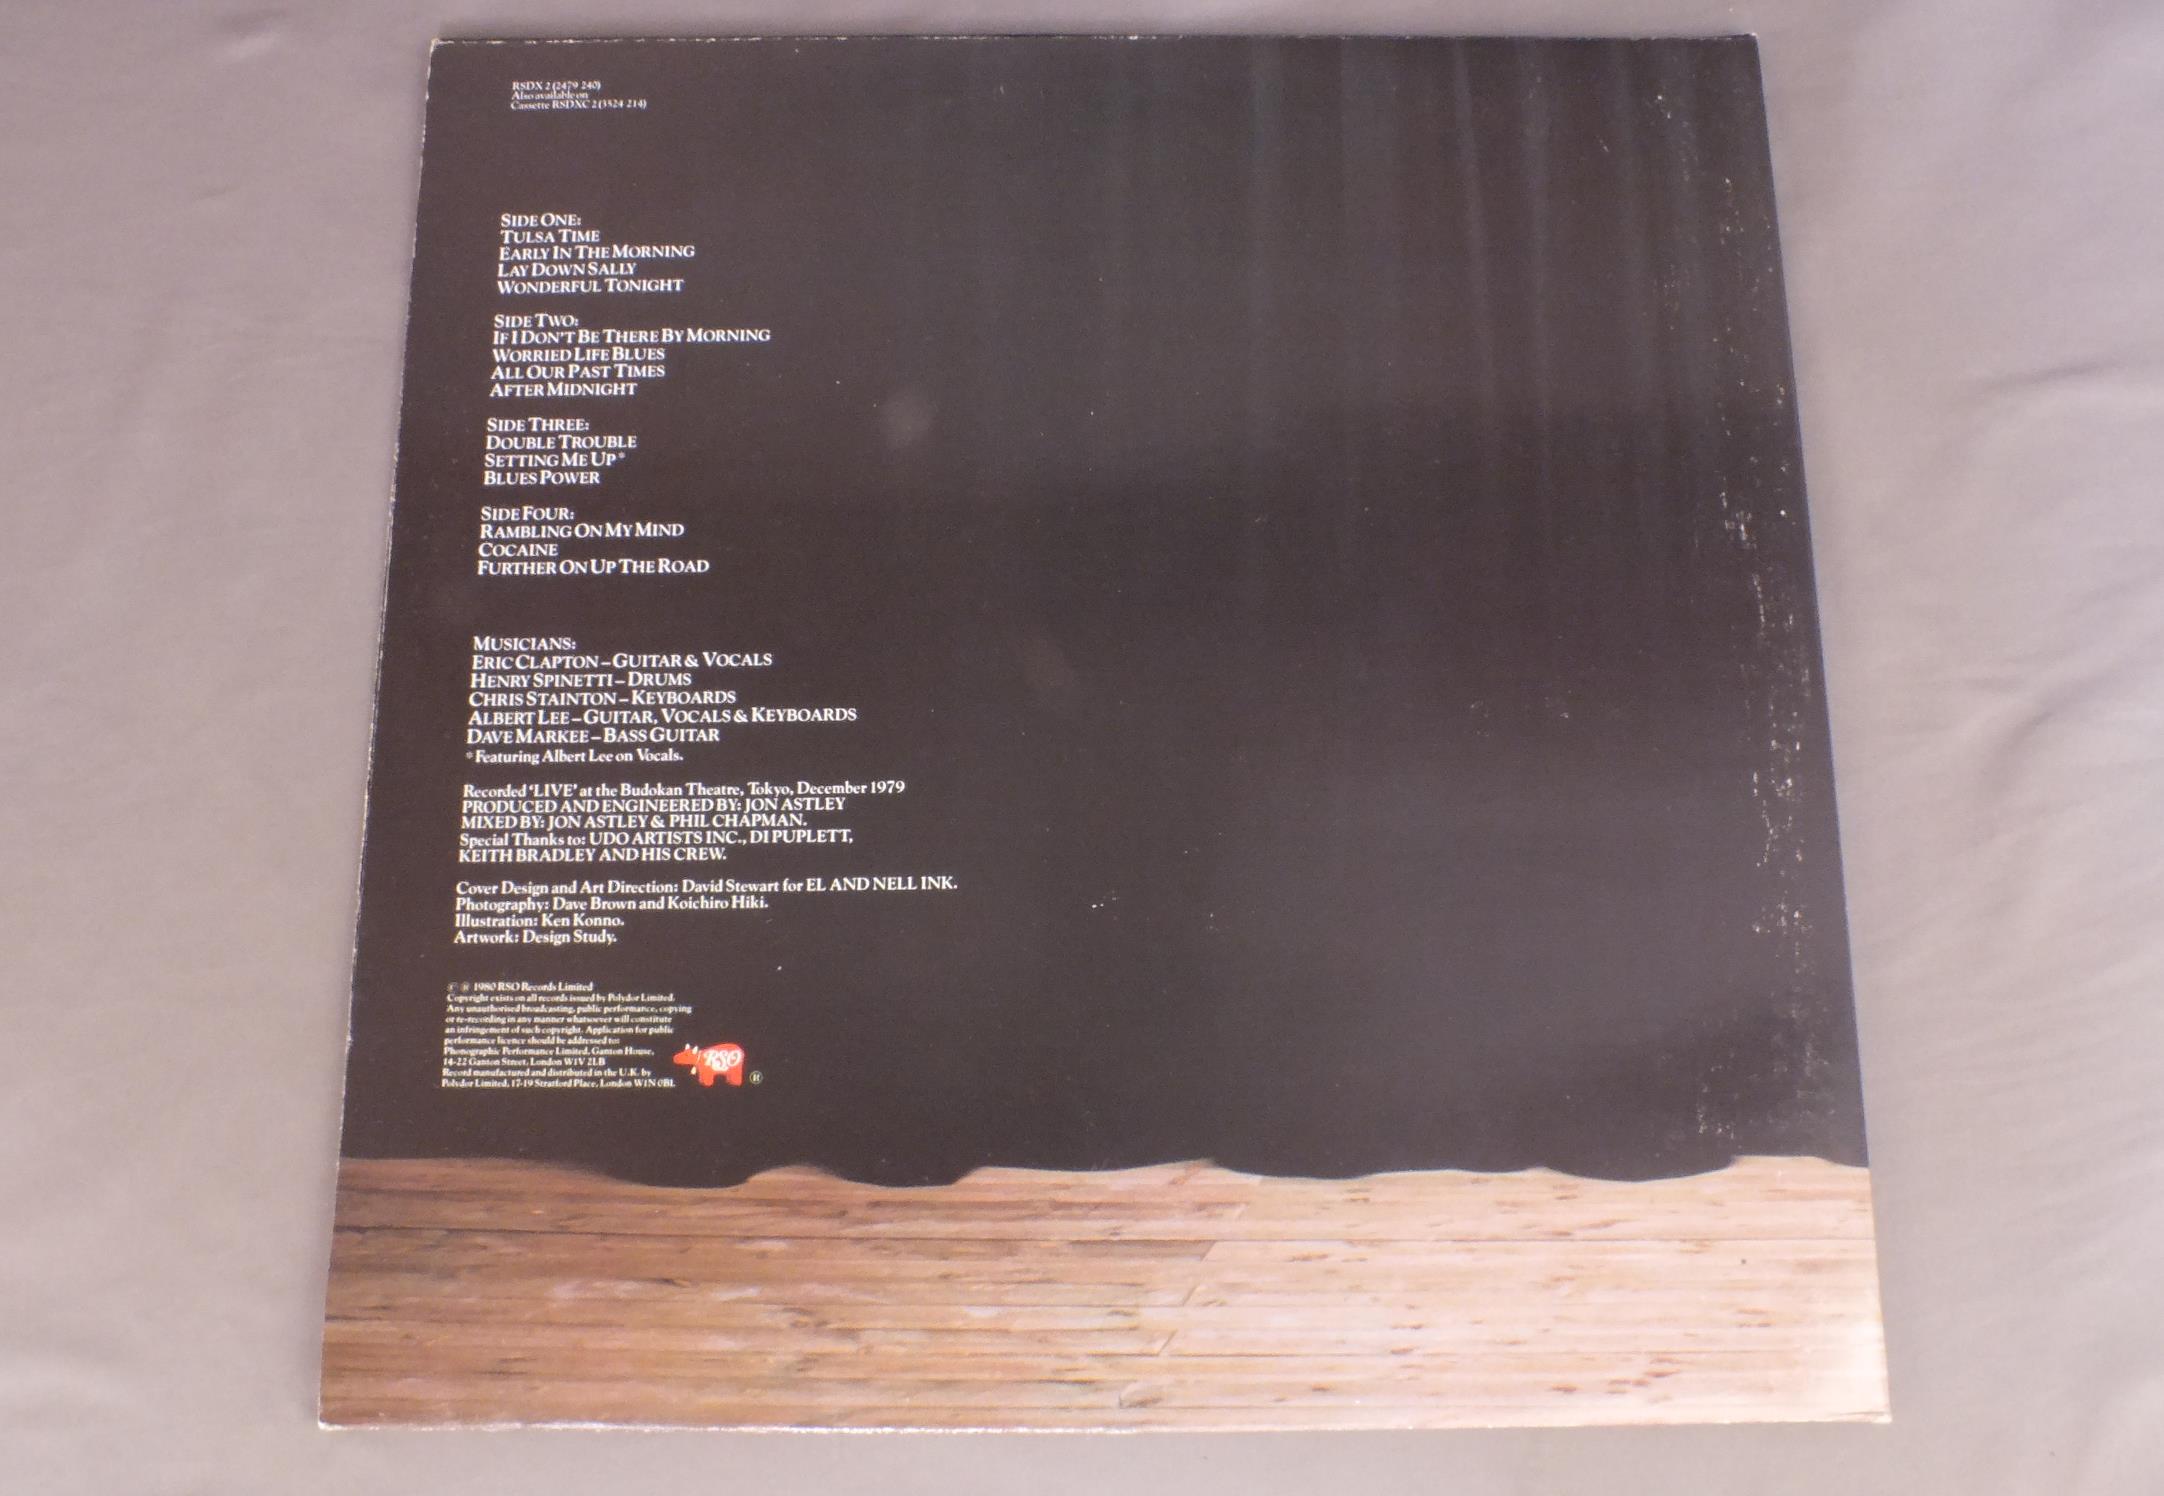 RSDX 2 (2479 240)
Also available on
Cassette RSDXC 2 (3524 214)
SIDE ONE:
TULSA TIME
EARLY IN THE MORNING
LAY DOWN SALLY
WONDERFUL TONIGHT
SIDE TWO:
IF I DON'T BE THERE BY MORNING
WORRIED LIFE BLUES
ALL OUR PAST TIMES
AFTER MIDNIGHT
SIDE THREE:
DOUBLE TROUBLE
SETTING ME UP*
BLUES POWER
SIDE FOUR:
RAMBLING ON MY MIND
COCAINE
FURTHER ON UP THE ROAD
MUSICIANS:
ERIC CLAPTON – GUITAR & VOCALS
HENRY SPINETTI – DRUMS
CHRIS STAINTON – KEYBOARDS
ALBERT LEE – GUITAR, VOCALS & KEYBOARDS
DAVE MARKEE – BASS GUITAR
*Featuring Albert Lee on Vocals.
Recorded 'LIVE' at the Budokan Theatre, Tokyo, December 1979
PRODUCED AND ENGINEERED BY: JON ASTLEY
MIXED BY: JON ASTLEY & PHIL CHAPMAN.
Special Thanks to: UDO ARTISTS INC., DI PUPLETT,
KEITH BRADLEY AND HIS CREW.
Cover Design and Art Direction: David Stewart for EL AND NELL INK.
Photography: Dave Brown and Koichiro Hiki.
Illustration: Ken Konno.
Artwork: Design Study.
© ℗ 1980 RSO Records Limited
Copyright exists on all records issued by Polydor Limited.
Any unauthorised broadcasting, public performance, copying
or re-recording in any manner whatsoever will constitute
an infringement of such copyright. Application for public
performance licence should be addressed to:
Phonographic Performance Limited, Ganton House,
14-22 Ganton Street, London W1V 2LB
Record manufactured and distributed in the U.K. by
Polydor Limited, 17-19 Stratford Place, London W1N 0BL
RSO ®